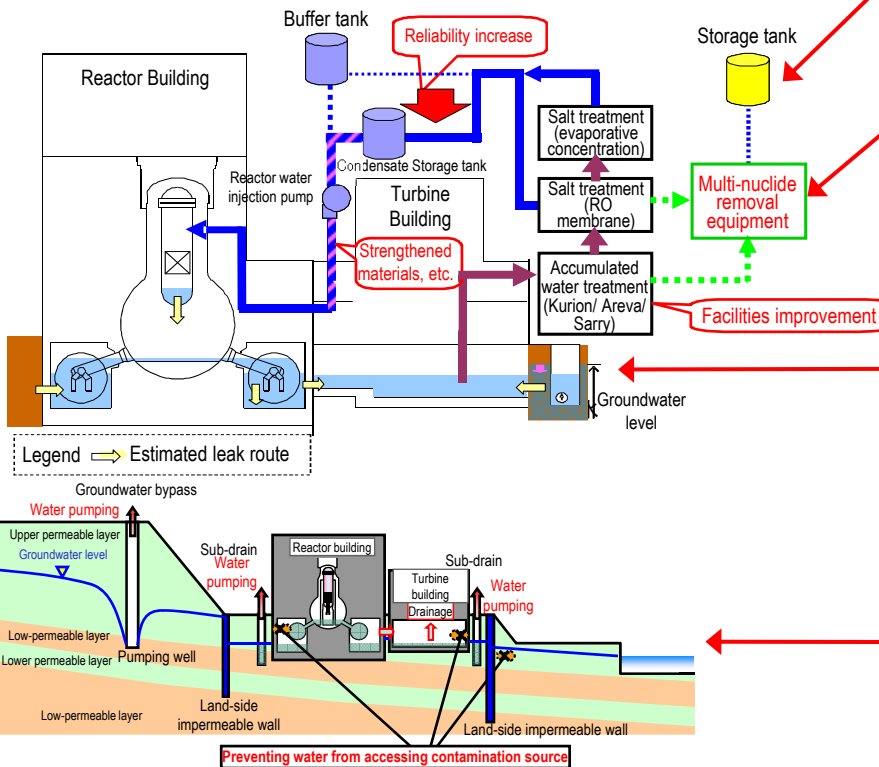 Buffer tank
Reliability increase
Storage tank
Reactor Building
Salt treatment
(evaporative
concentration)
Condensate Storage tank
Reactor water
injection pump
Turbine
Building
Salt treatment
(RO
membrane)
Multi-nuclide
removal
equipment
Strengthened
materials, etc.
Accumulated
water treatment
(Kurion/ Areva/
Sarry)
Facilities improvement
Groundwater
level
Legend
Estimated leak route
Groundwater bypass
Water pumping
Upper permeable layer
Groundwater level
Sub-drain
Water
pumping
Reactor building
Sub-drain
Turbine
building
Water
pumping
Drainage
Low-permeable layer
Pumping well
Lower permeable layer
Land-side
impermeable wall
Low-permeable layer
Land-side impermeable wall
Preventing water from accessing contamination source